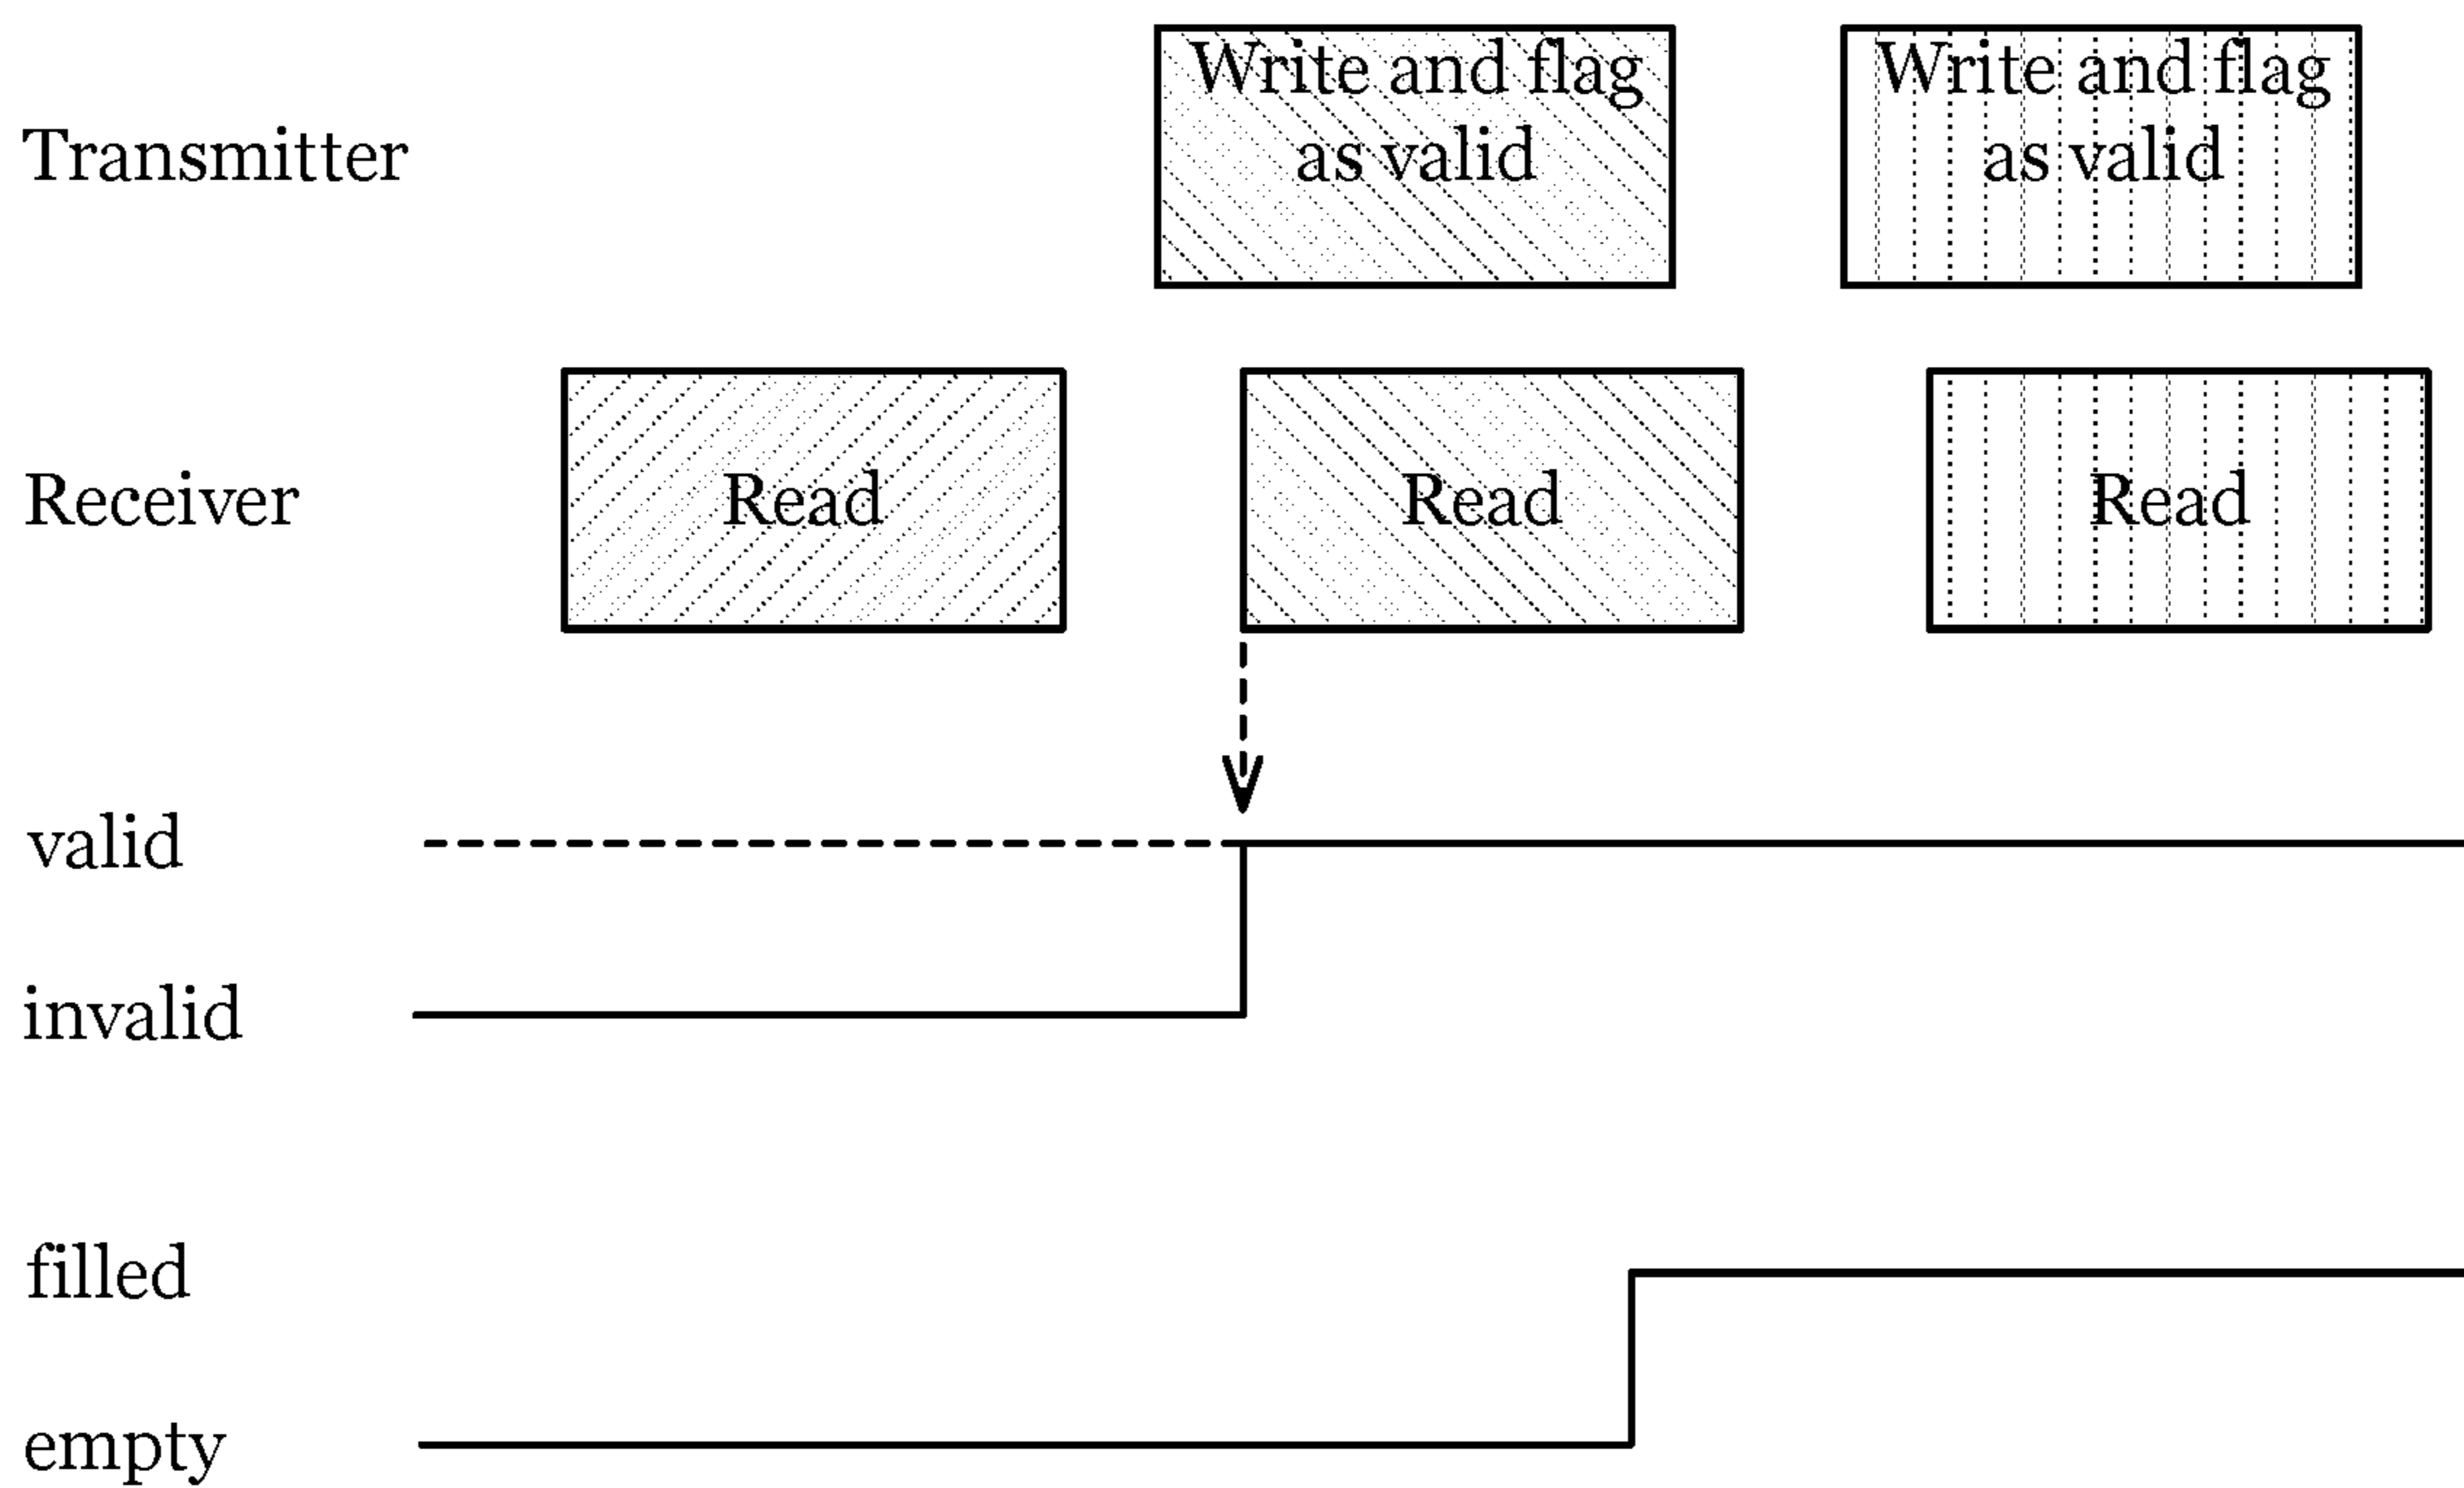 Write and flag
as valid
Write and flag
as valid
Transmitter
Receiver
Read
Read
Read
valid
invalid
filled
empty